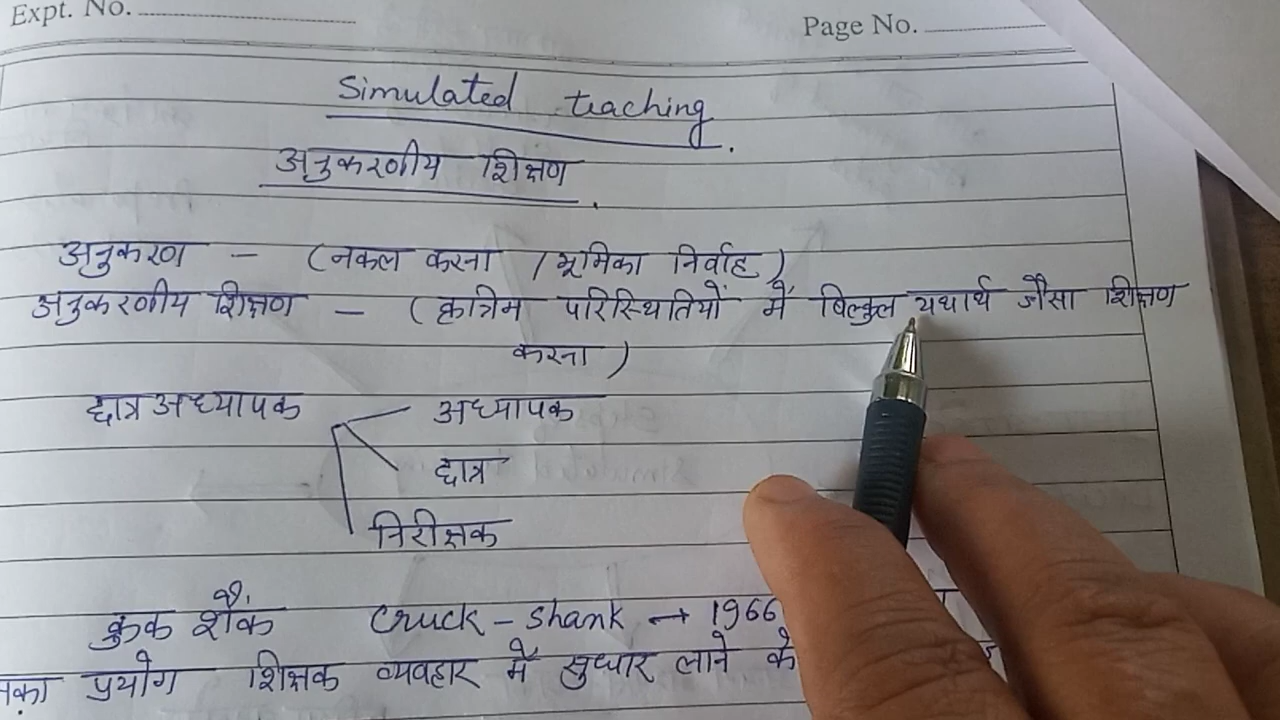 Expt. No.
Page No.
Simulated teaching.
अनुकरणीय शिक्षण.
अनुकरण – (नकल करना / भूमिका निर्वाह)
अनुकरणीय शिक्षण – (कृत्रिम परिस्थितियों में बिल्कुल यथार्थ जैसा शिक्षण
करना)
छात्र अध्यापक
अध्यापक
छात्र
निरीक्षक
क्रुक शैंक Cruck-shank → 1966
प्रयोग शिक्षक व्यवहार में सुधार लाने के